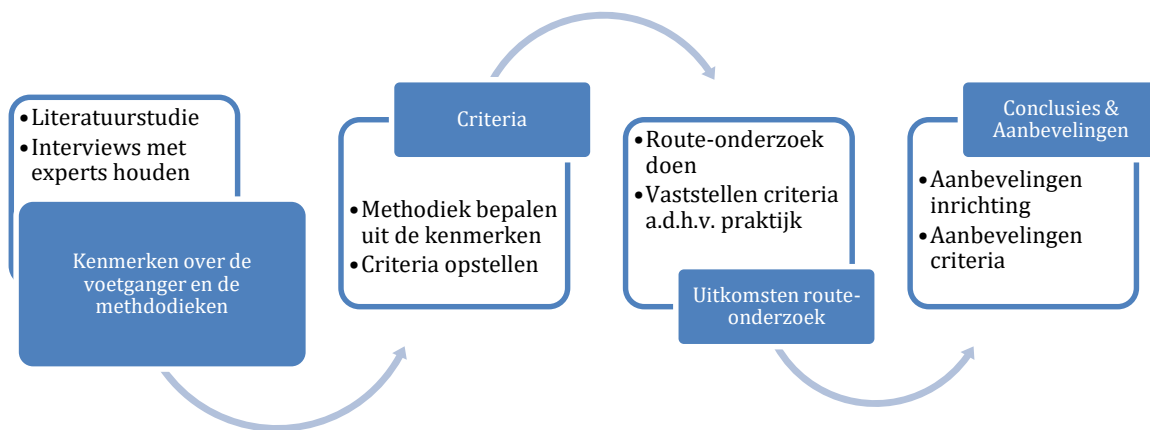 •Literatuurstudie
•Interviews met
experts houden
Kenmerken over de
voetganger en de
methdodieken
Criteria
•Methodiek bepalen
uit de kenmerken
•Criteria opstellen
•Route-onderzoek
doen
•Vaststellen criteria
a.d.h.v. praktijk
Uitkomsten route-
onderzoek
Conclusies &
Aanbevelingen
•Aanbevelingen
inrichting
•Aanbevelingen
criteria